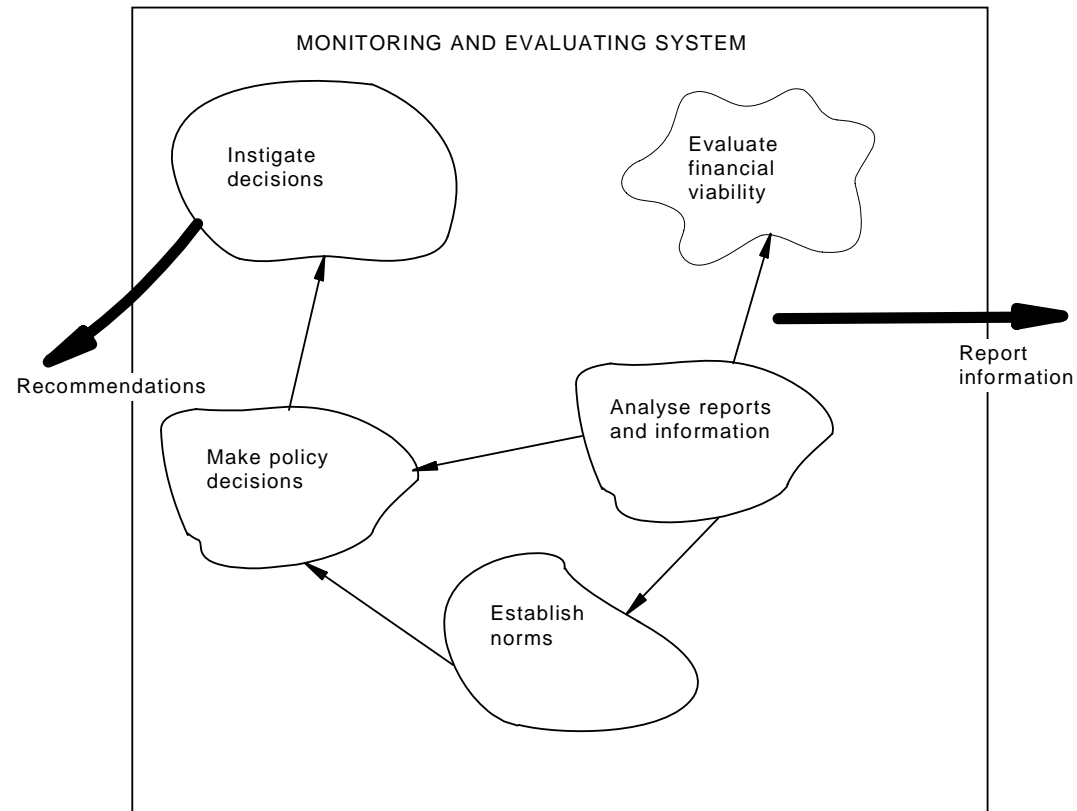 MONITORING AND EVALUATING SYSTEM
Instigate
decisions
Evaluate
financial
viability
Recommendations
Report
information
Analyse reports
and information
Make policy
decisions
Establish
norms